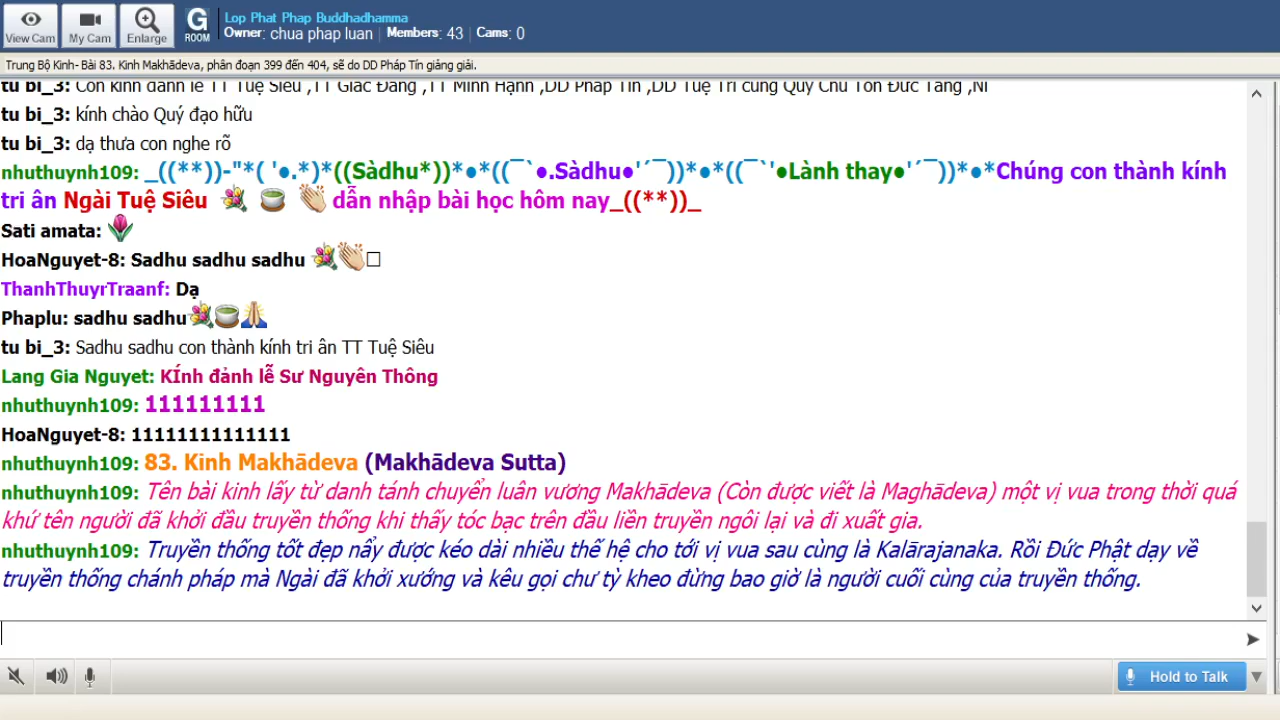 Lop Phat Phap Buddhadhamma
View Cam
My Cam
Enlarge
G ROOM
Owner: chua phap luan | Members: 43 | Cams: 0
Trung Bộ Kinh- Bài 83. Kinh Makhādeva, phân đoạn 399 đến 404, sẽ do DD Pháp Tín giảng giải.
tu bi_3: Con kính đảnh lễ TT Tuệ Siêu ,TT Giác Đẳng ,TT Minh Hạnh ,DD Pháp Tín ,DD Tuệ Trí cùng Quý Chư Tôn Đức Tăng ,Ni
tu bi_3: kính chào Quý đạo hữu
tu bi_3: dạ thưa con nghe rõ
nhuthuynh109: _((**))-"*( '●.*)*((Sàdhu*))*●*((¯`●.Sàdhu●'´¯))*●*((¯`'●Lành thay●'´¯))*●*Chúng con thành kính
tri ân Ngài Tuệ Siêu 💐 🍵 👏 dẫn nhập bài học hôm nay_((**))_
Sati amata: 🌷
HoaNguyet-8: Sadhu sadhu sadhu 💐👏□
ThanhThuyrTraanf: Dạ
Phaplu: sadhu sadhu💐🍵🙏
tu bi_3: Sadhu sadhu con thành kính tri ân TT Tuệ Siêu
Lang Gia Nguyet: KÍnh đảnh lễ Sư Nguyên Thông
nhuthuynh109: 111111111
HoaNguyet-8: 11111111111111
nhuthuynh109: 83. Kinh Makhādeva (Makhādeva Sutta)
nhuthuynh109: Tên bài kinh lấy từ danh tánh chuyển luân vương Makhādeva (Còn được viết là Maghādeva) một vị vua trong thời quá
khứ tên người đã khởi đầu truyền thống khi thấy tóc bạc trên đầu liền truyền ngôi lại và đi xuất gia.
nhuthuynh109: Truyền thống tốt đẹp nẩy được kéo dài nhiều thế hệ cho tới vị vua sau cùng là Kalārajanaka. Rồi Đức Phật dạy về
truyền thống chánh pháp mà Ngài đã khởi xướng và kêu gọi chư tỳ kheo đừng bao giờ là người cuối cùng của truyền thống.
Hold to Talk